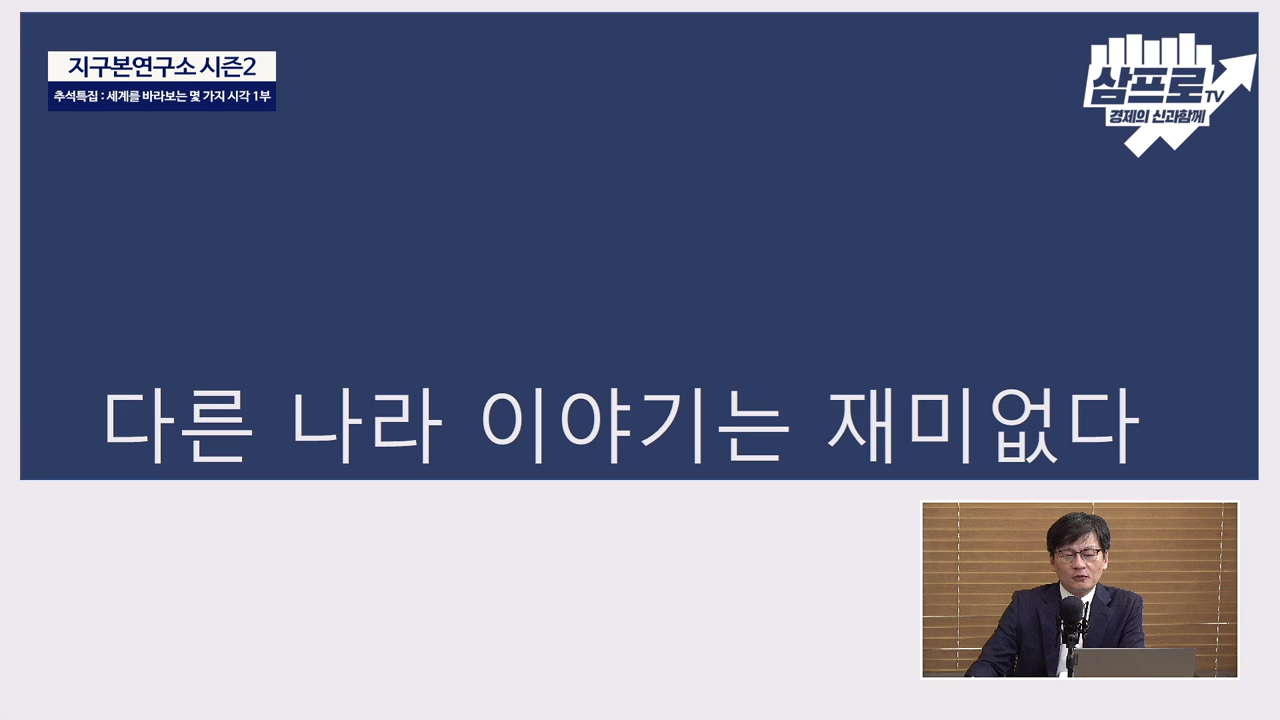 지구본연구소 시즌2
추석특집 : 세계를 바라보는 몇 가지 시각 1부
삼프로TV
경제의 신과함께
다른 나라 이야기는 재미없다